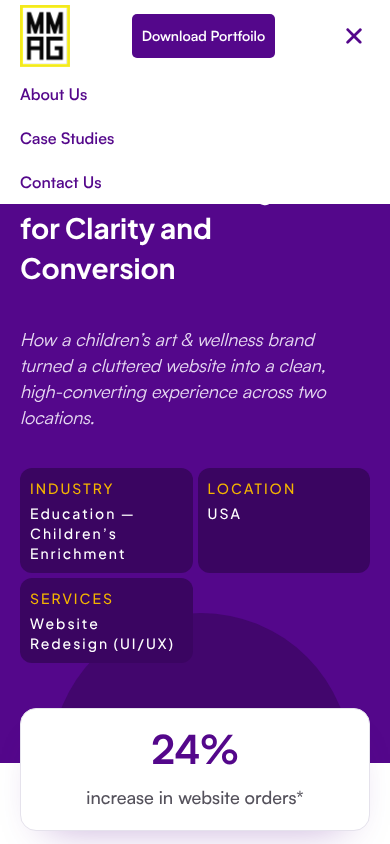 MM
AG
Download Portfoilo
About Us
Case Studies
Contact Us
for Clarity and
Conversion
How a children’s art & wellness brand
turned a cluttered website into a clean,
high-converting experience across two
locations.
INDUSTRY
Education —
Children’s
Enrichment
LOCATION
USA
SERVICES
Website
Redesign (UI/UX)
24%
increase in website orders*